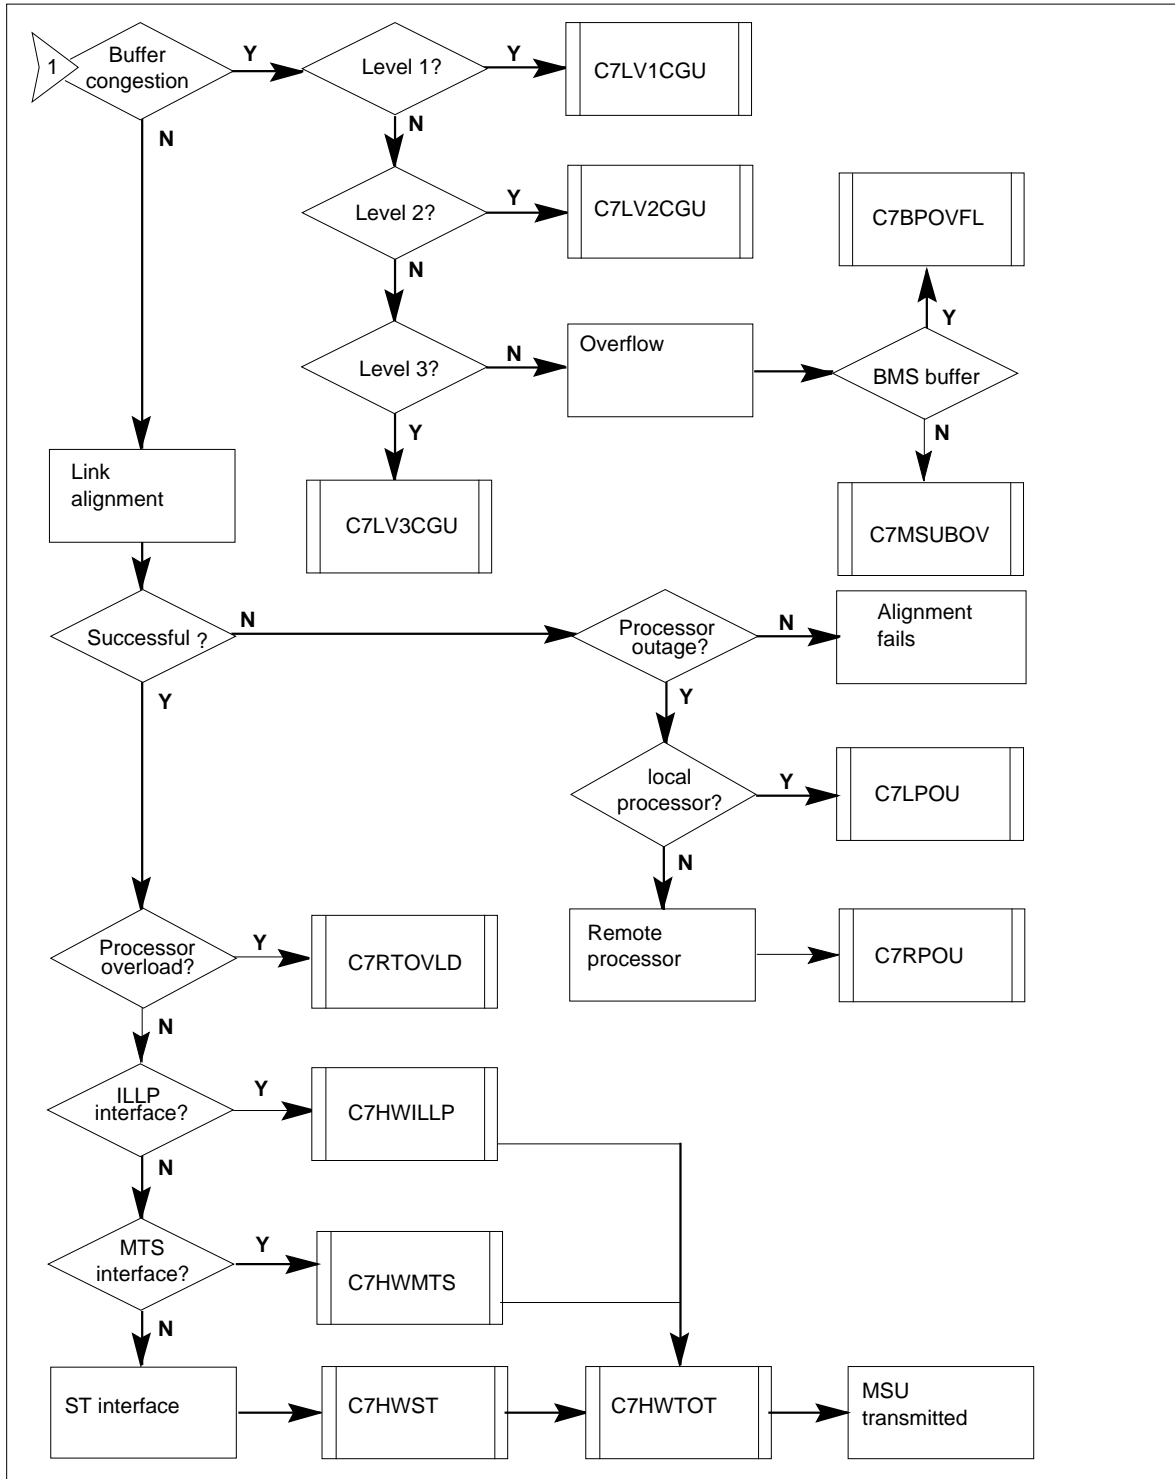 1
Buffer
congestion
Y
Level 1?
Y
C7LV1CGU
N
N
Level 2?
Y
C7LV2CGU
C7BPOVFL
N
Y
Level 3?
N
Overflow
BMS buffer
Y
N
Link
alignment
C7LV3CGU
C7MSUBOV
Successful ?
N
Processor
outage?
N
Alignment
fails
Y
Y
local
processor?
Y
C7LPOU
N
Processor
overload?
Y
C7RTOVLD
Remote
processor
C7RPOU
N
ILLP
interface?
Y
C7HWILLP
N
MTS
interface?
Y
C7HWMTS
N
ST interface
C7HWST
C7HWTOT
MSU
transmitted